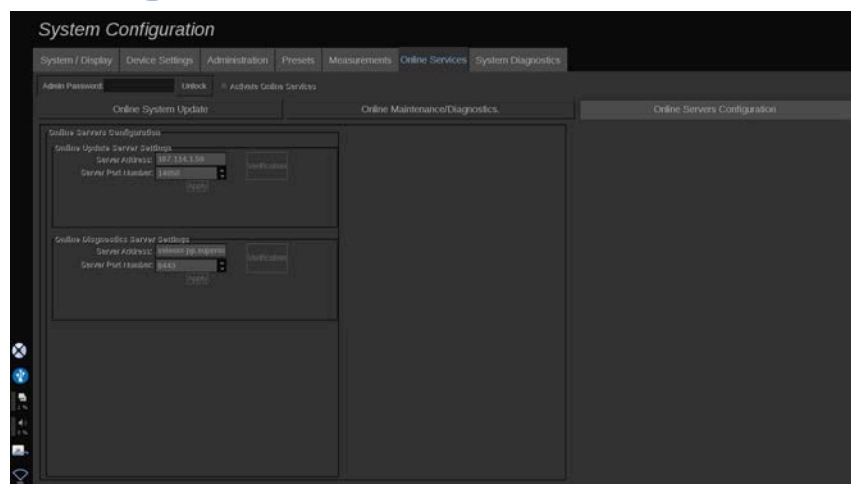 System Configuration
System / Display Device Settings Administration Presets Measurements Online Services System Diagnostics
Admin Password: Unlock Activate Online Services
Online System Update Online Maintenance/Diagnostics. Online Servers Configuration
Online Servers Configuration
Online Update Server Settings
Server Address:
Server Port Number: 14050
Verification
Apply
Online Diagnostics Server Settings
Server Address:
Server Port Number: 8443
Verification
Apply